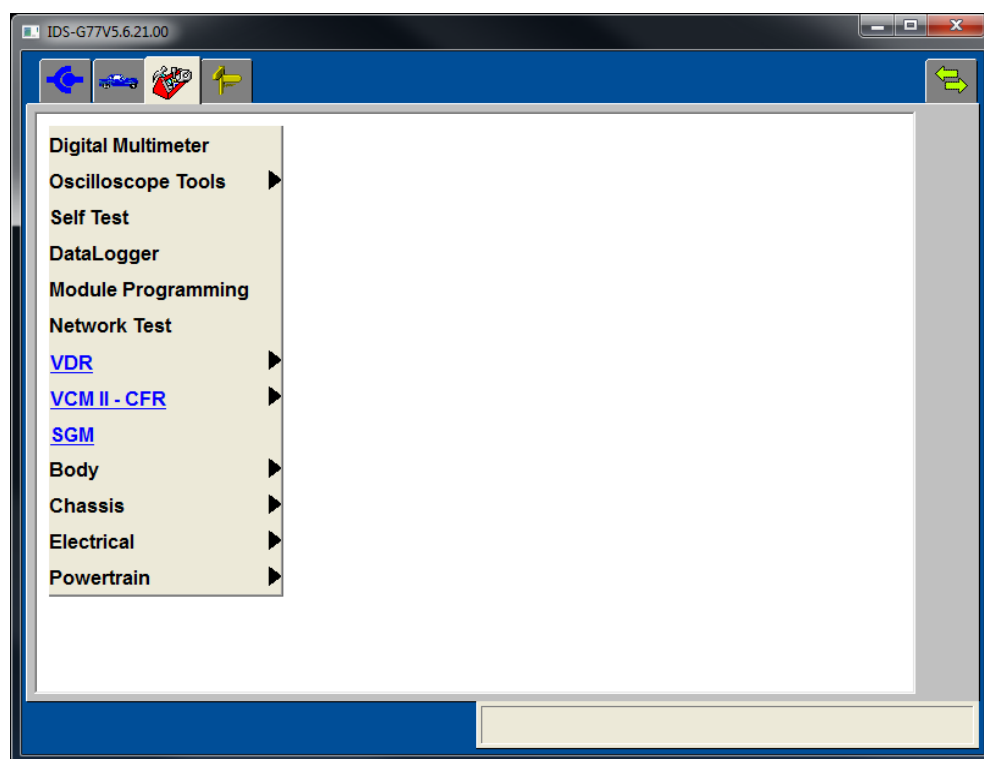 IDS-G77V5.6.21.00
Digital Multimeter
Oscilloscope Tools
Self Test
DataLogger
Module Programming
Network Test
VDR
VCM II - CFR
SGM
Body
Chassis
Electrical
Powertrain